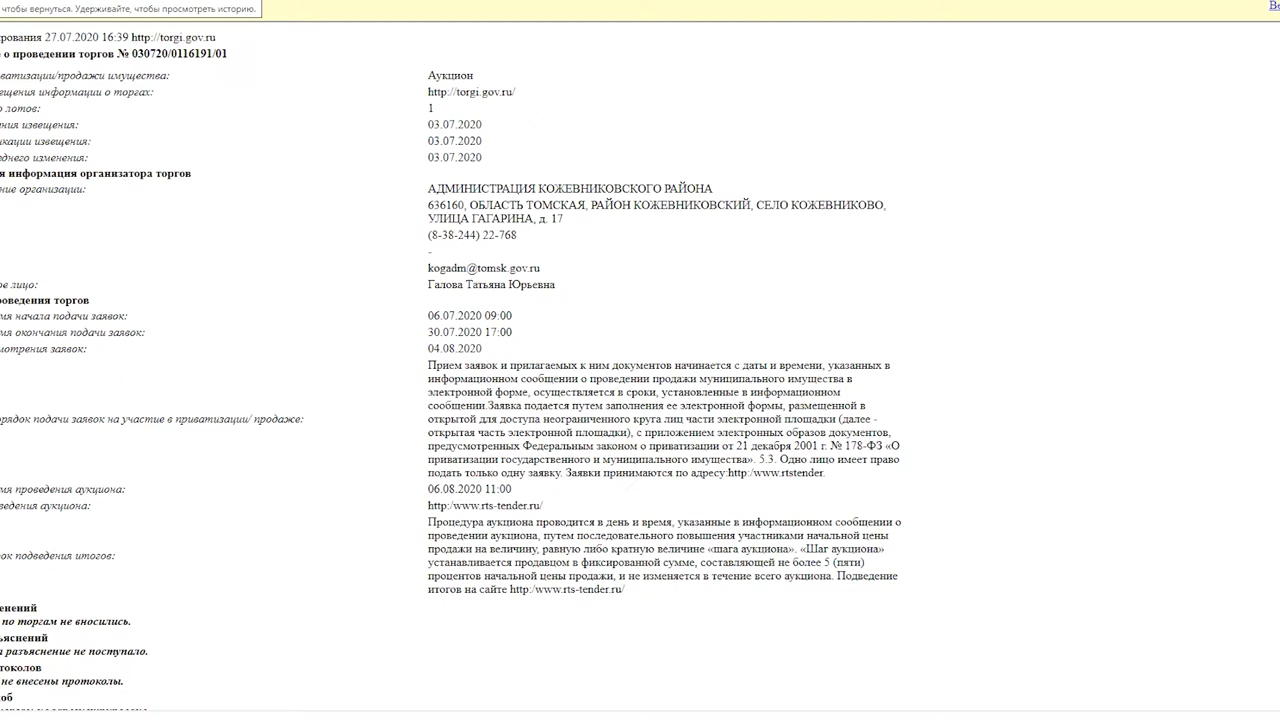 чтобы вернуться. Удерживайте, чтобы просмотреть историю.
рования 27.07.2020 16:39 http://torgi.gov.ru
о проведении торгов № 030720/0116191/01
ватизации/продажи имущества: Аукцион
ещения информации о торгах: http://torgi.gov.ru/
о лотов: 1
ния извещения: 03.07.2020
икации извещения: 03.07.2020
еднего изменения: 03.07.2020
я информация организатора торгов
ние организации: АДМИНИСТРАЦИЯ КОЖЕВНИКОВСКОГО РАЙОНА
636160, ОБЛАСТЬ ТОМСКАЯ, РАЙОН КОЖЕВНИКОВСКИЙ, СЕЛО КОЖЕВНИКОВО,
УЛИЦА ГАГАРИНА, д. 17
(8-38-244) 22-768
-
kogadm@tomsk.gov.ru
ое лицо: Галова Татьяна Юрьевна
роведения торгов
мя начала подачи заявок: 06.07.2020 09:00
мя окончания подачи заявок: 30.07.2020 17:00
мотрения заявок: 04.08.2020
Прием заявок и прилагаемых к ним документов начинается с даты и времени, указанных в
информационном сообщении о проведении продажи муниципального имущества в
электронной форме, осуществляется в сроки, установленные в информационном
сообщении.Заявка подается путем заполнения ее электронной формы, размещенной в
орядок подачи заявок на участие в приватизации/ продаже: открытой для доступа неограниченного круга лиц части электронной площадки (далее -
открытая часть электронной площадки), с приложением электронных образов документов,
предусмотренных Федеральным законом о приватизации от 21 декабря 2001 г. № 178-ФЗ «О
приватизации государственного и муниципального имущества». 5.3. Одно лицо имеет право
подать только одну заявку. Заявки принимаются по адресу:http:/www.rtstender.
мя проведения аукциона: 06.08.2020 11:00
ведения аукциона: http:/www.rts-tender.ru/
Процедура аукциона проводится в день и время, указанные в информационном сообщении о
проведении аукциона, путем последовательного повышения участниками начальной цены
продажи на величину, равную либо кратную величине «шага аукциона». «Шаг аукциона»
ок подведения итогов: устанавливается продавцом в фиксированной сумме, составляющей не более 5 (пяти)
процентов начальной цены продажи, и не изменяется в течение всего аукциона. Подведение
итогов на сайте http:/www.rts-tender.ru/
енений
по торгам не вносились.
ъяснений
а разъяснение не поступало.
токолов
не внесены протоколы.
об